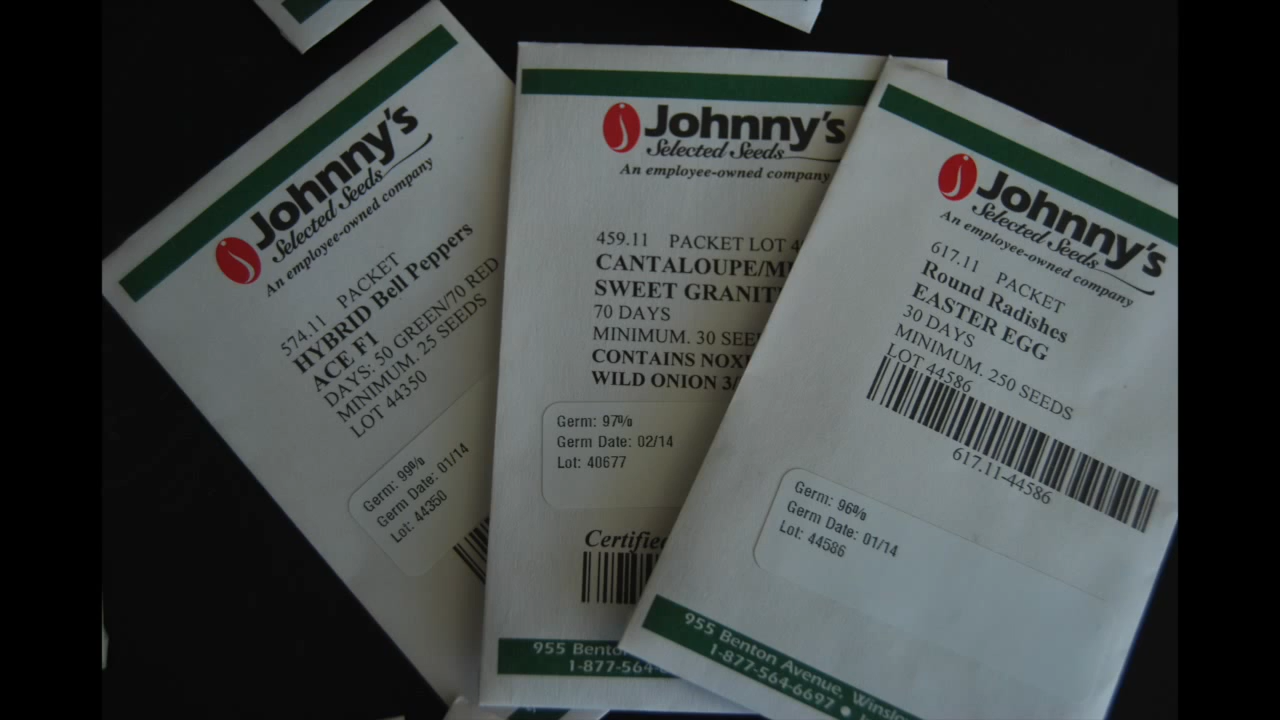 Johnny's
Selected Seeds
An employee-owned company
574.11 PACKET
HYBRID Bell Peppers
ACE F1
DAYS: 50 GREEN/70 RED
MINIMUM. 25 SEEDS
LOT 44350
Germ: 99%
Germ Date: 01/14
Lot: 44350
Johnny's
Selected Seeds
An employee-owned company
459.11 PACKET LOT
CANTALOUPE/
SWEET
70 DAYS
MINIMUM. 30
CONTAINS
WILD ONION
Germ: 97%
Germ Date: 02/14
Lot: 40677
Certified
955
1-877-564-
Johnny's
Selected Seeds
An employee-owned company
617.11 PACKET
Round Radishes
EASTER EGG
30 DAYS
MINIMUM. 250 SEEDS
LOT 44586
617.11-44586
Germ: 96%
Germ Date: 01/14
Lot: 44586
955 Benton Avenue,
1-877-564-6697 •